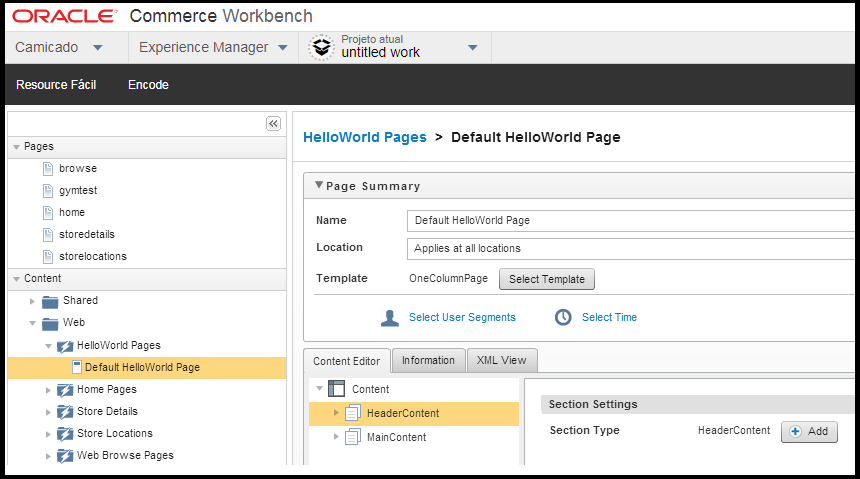 ORACLE® Commerce Workbench
Camicado Experience Manager Projeto atual
untitled work
Resource Fácil Encode
Pages
browse
gymtest
home
storedetails
storelocations
Content
Shared
Web
HelloWorld Pages
Default HelloWorld Page
Home Pages
Store Details
Store Locations
Web Browse Pages
HelloWorld Pages > Default HelloWorld Page
Page Summary
Name Default HelloWorld Page
Location Applies at all locations
Template OneColumnPage Select Template
Select User Segments Select Time
Content Editor Information XML View
Content
HeaderContent
MainContent
Section Settings
Section Type HeaderContent Add